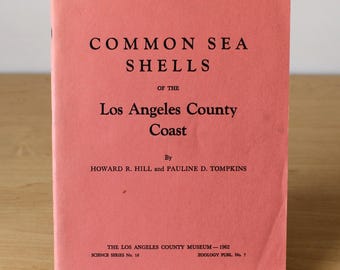 COMMON SEA
SHELLS
OF THE
Los Angeles County
Coast
By
HOWARD R. HILL and PAULINE D. TOMPKINS
THE LOS ANGELES COUNTY MUSEUM — 1962
SCIENCE SERIES No. 16 ZOOLOGY PUBL. No. 7